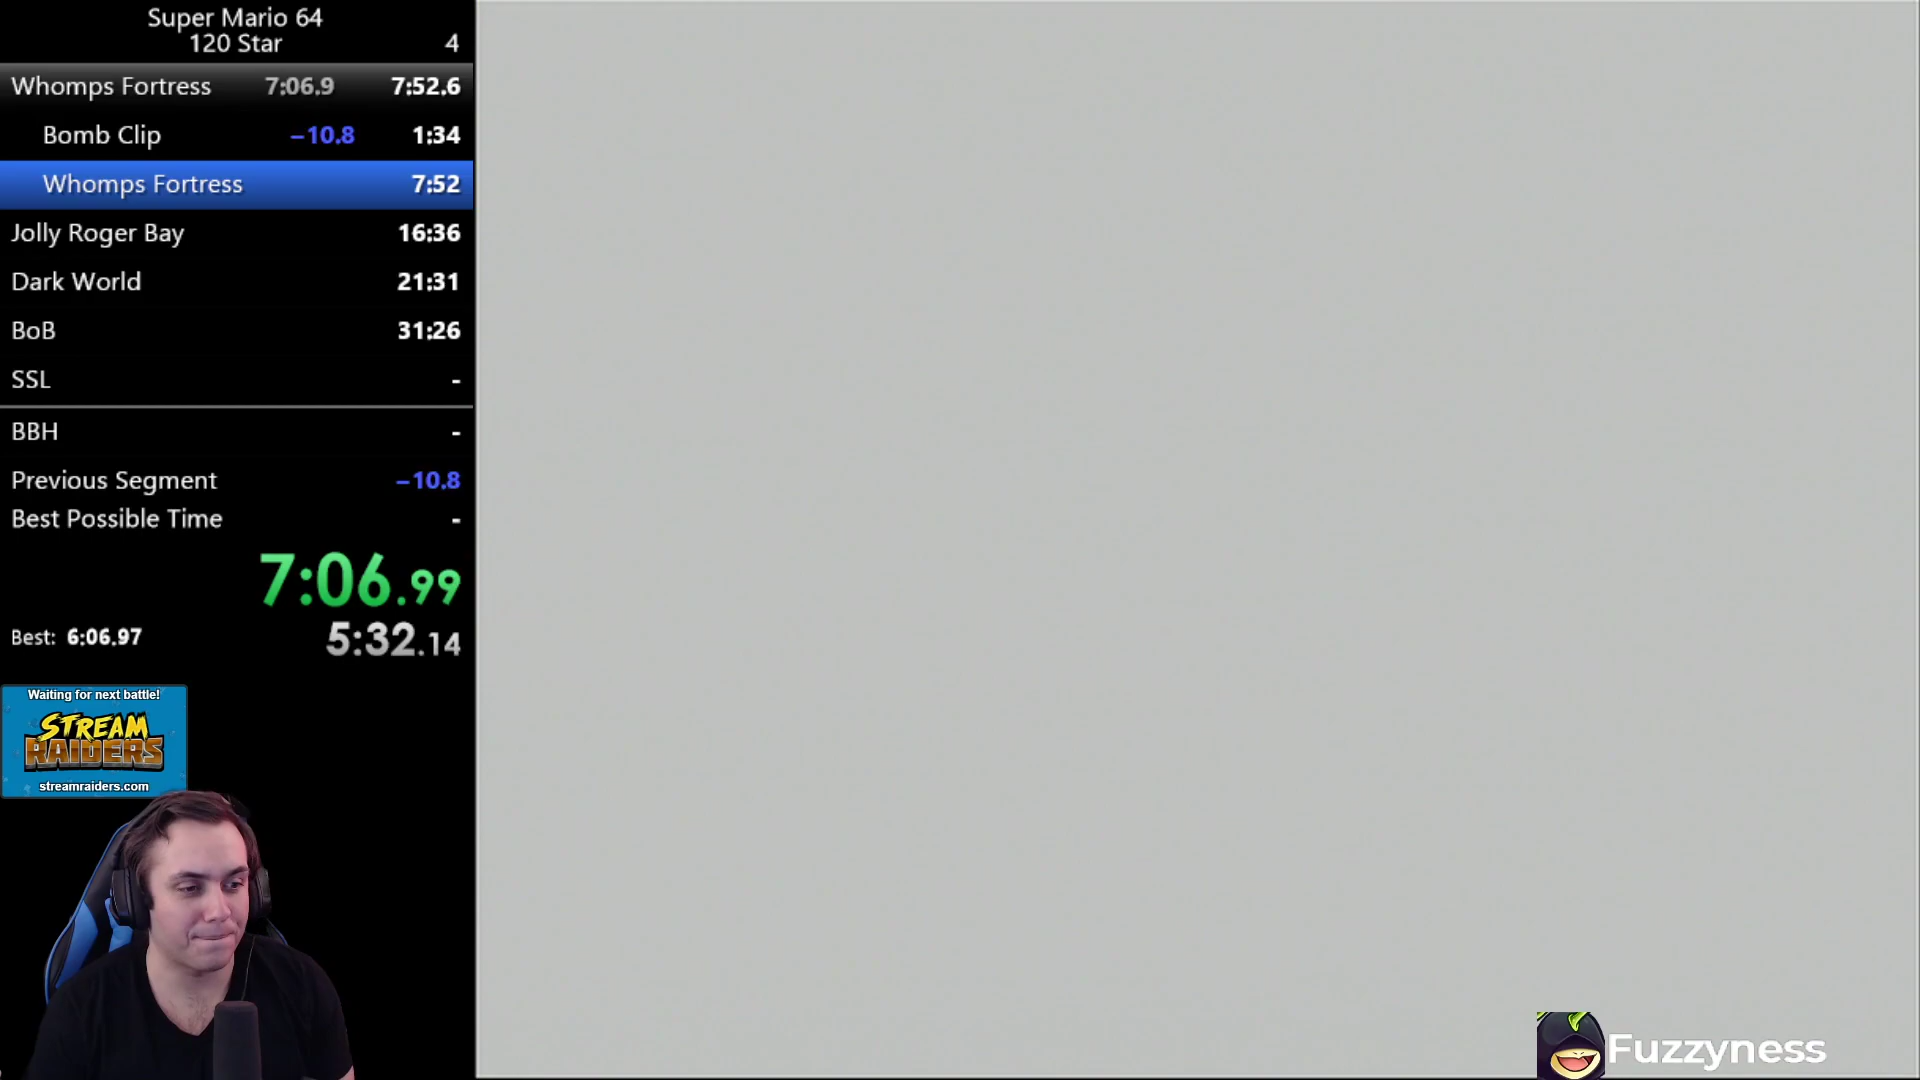 Super Mario 64
120 Star 4
Whomps Fortress 7:06.9 7:52.6
Bomb Clip −10.8 1:34
Whomps Fortress 7:52
Jolly Roger Bay 16:36
Dark World 21:31
BoB 31:26
SSL -
BBH -
Previous Segment −10.8
Best Possible Time -
7:06.99
Best: 6:06.97 5:32.14
Waiting for next battle!
STREAM
RAIDERS
streamraiders.com
Fuzzyness